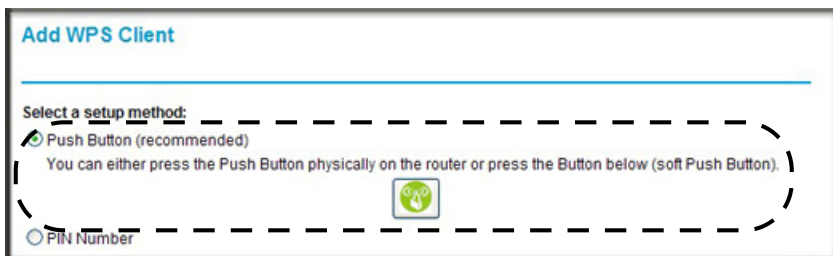 Add WPS Client
Select a setup method:
Push Button (recommended)
You can either press the Push Button physically on the router or press the Button below (soft Push Button).
PIN Number